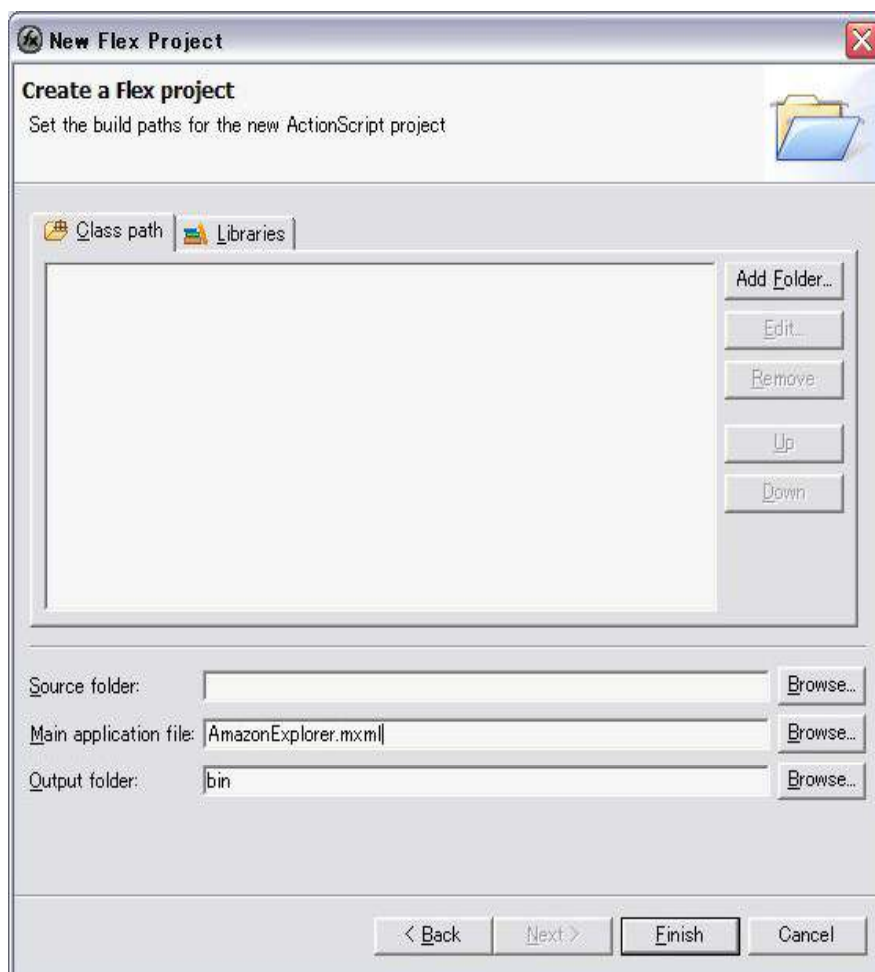 New Flex Project
Create a Flex project
Set the build paths for the new ActionScript project
Class path
Libraries
Add Folder...
Edit...
Remove
Up
Down
Source folder:
Browse...
Main application file:
AmazonExplorer.mxml
Browse...
Output folder:
bin
Browse...
< Back
Next >
Finish
Cancel